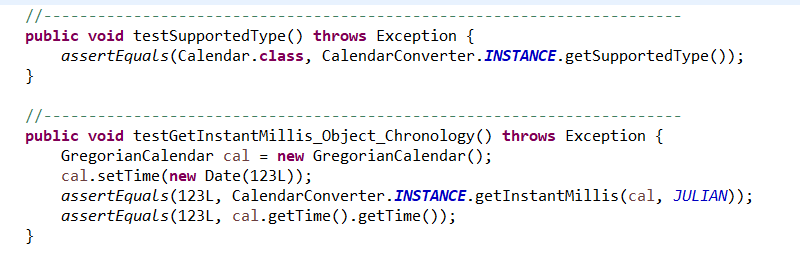 //-----------------------------------------------------------------------
public void testSupportedType() throws Exception {
    assertEquals(Calendar.class, CalendarConverter.INSTANCE.getSupportedType());
}
//-----------------------------------------------------------------------
public void testGetInstantMillis_Object_Chronology() throws Exception {
    GregorianCalendar cal = new GregorianCalendar();
    cal.setTime(new Date(123L));
    assertEquals(123L, CalendarConverter.INSTANCE.getInstantMillis(cal, JULIAN));
    assertEquals(123L, cal.getTime().getTime());
}